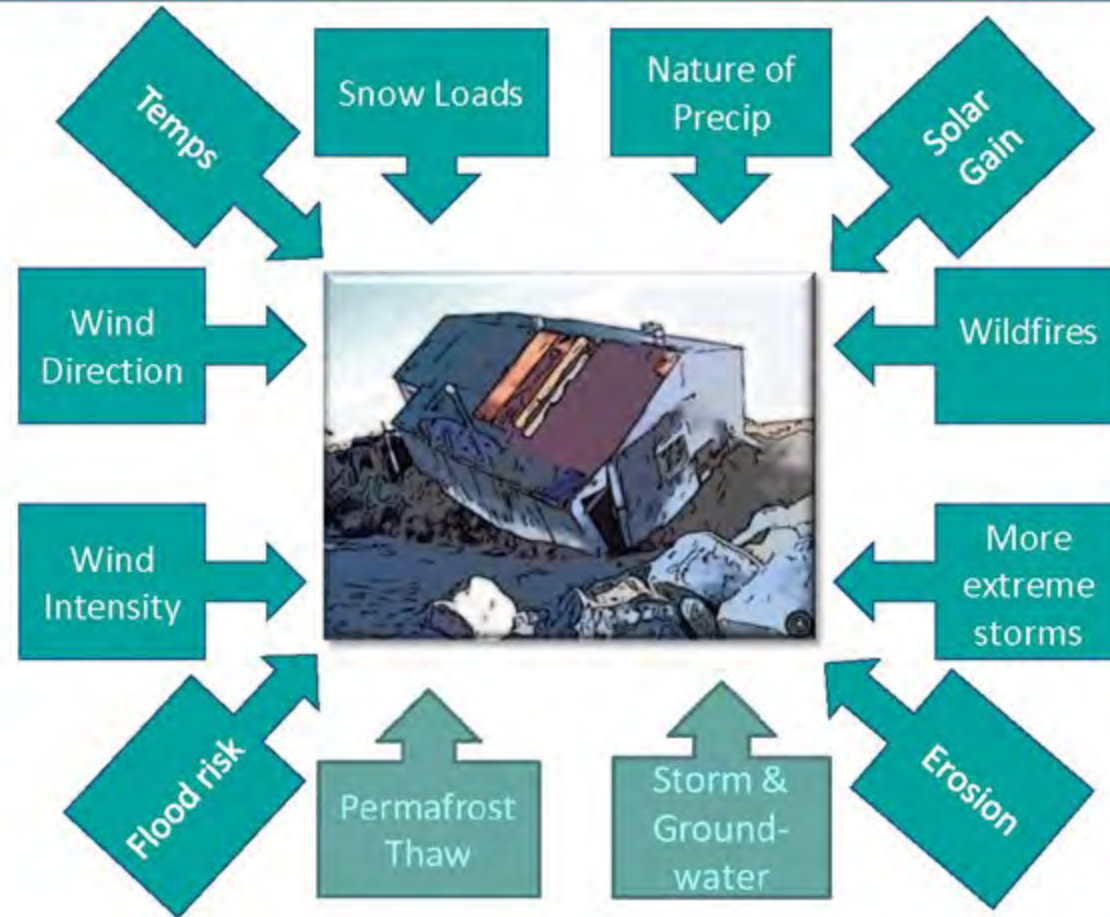 Temps
Snow Loads
Nature of
Precip
Solar
Gain
Wind
Direction
Wildfires
Wind
Intensity
More
extreme
storms
Flood risk
Permafrost
Thaw
Storm &
Ground-
water
Erosion